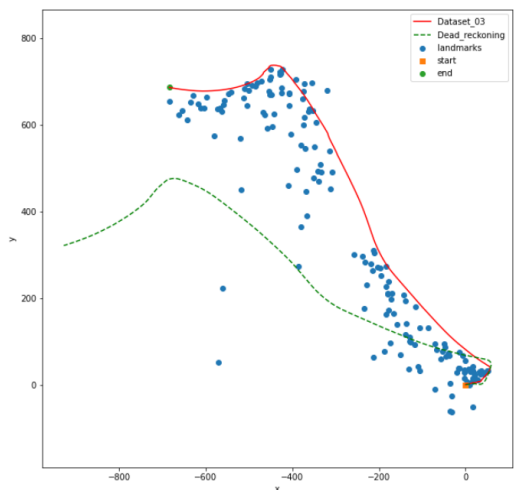 Dataset_03
Dead_reckoning
landmarks
start
end
800
600
400
200
0
y
−800
−600
−400
−200
0
x